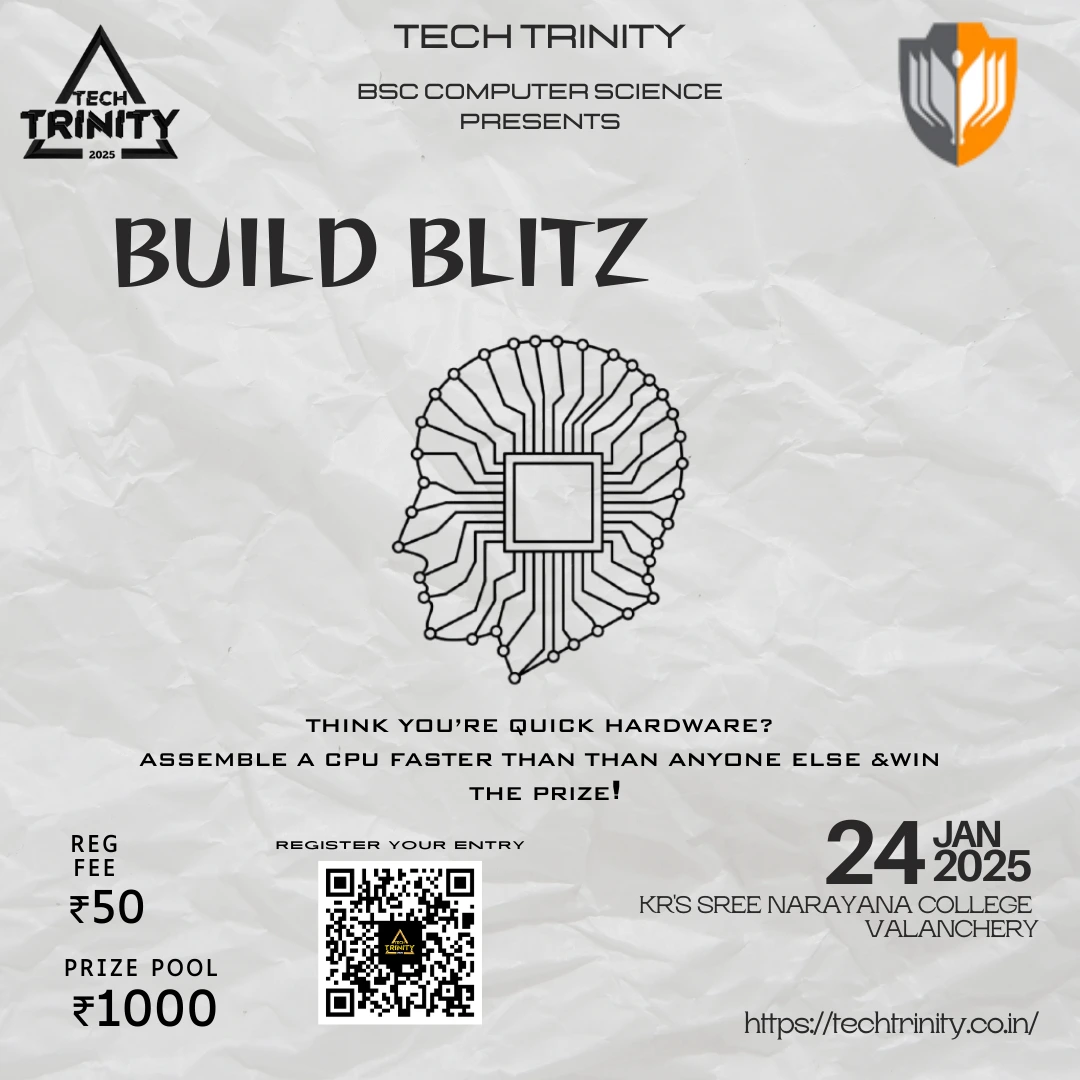 TECH TRINITY
BSC COMPUTER SCIENCE
PRESENTS
TECH
TRINITY
2025
BUILD BLITZ
THINK YOU'RE QUICK HARDWARE?
ASSEMBLE A CPU FASTER THAN THAN ANYONE ELSE &WIN
THE PRIZE!
REG
FEE
₹50
PRIZE POOL
₹1000
REGISTER YOUR ENTRY
TECH
TRINITY
24 JAN
2025
KR'S SREE NARAYANA COLLEGE
VALANCHERY
https://techtrinity.co.in/